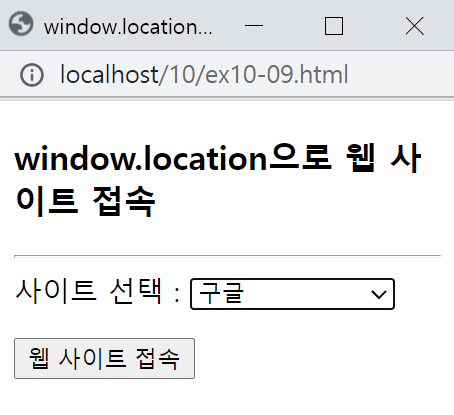 window.location...
localhost/10/ex10-09.html
window.location으로 웹 사
이트 접속
사이트 선택 : 구글
웹 사이트 접속